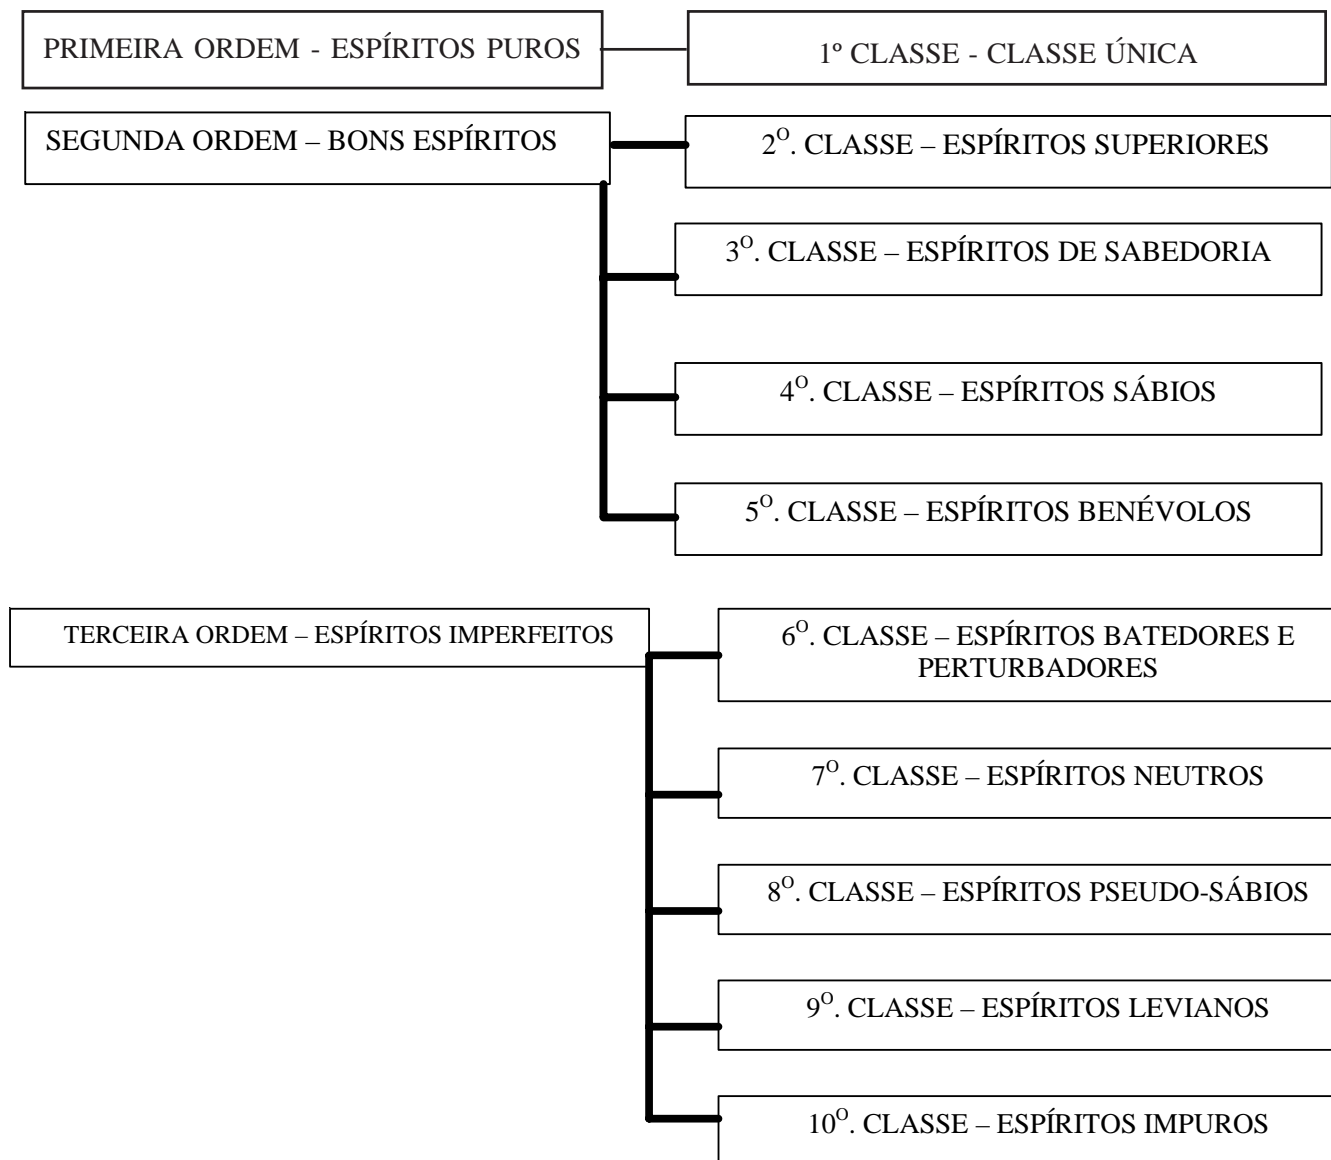 PRIMEIRA ORDEM - ESPÍRITOS PUROS
1º CLASSE - CLASSE ÚNICA
SEGUNDA ORDEM – BONS ESPÍRITOS
2º. CLASSE – ESPÍRITOS SUPERIORES
3º. CLASSE – ESPÍRITOS DE SABEDORIA
4º. CLASSE – ESPÍRITOS SÁBIOS
5º. CLASSE – ESPÍRITOS BENÉVOLOS
TERCEIRA ORDEM – ESPÍRITOS IMPERFEITOS
6º. CLASSE – ESPÍRITOS BATEDORES E
PERTURBADORES
7º. CLASSE – ESPÍRITOS NEUTROS
8º. CLASSE – ESPÍRITOS PSEUDO-SÁBIOS
9º. CLASSE – ESPÍRITOS LEVIANOS
10º. CLASSE – ESPÍRITOS IMPUROS